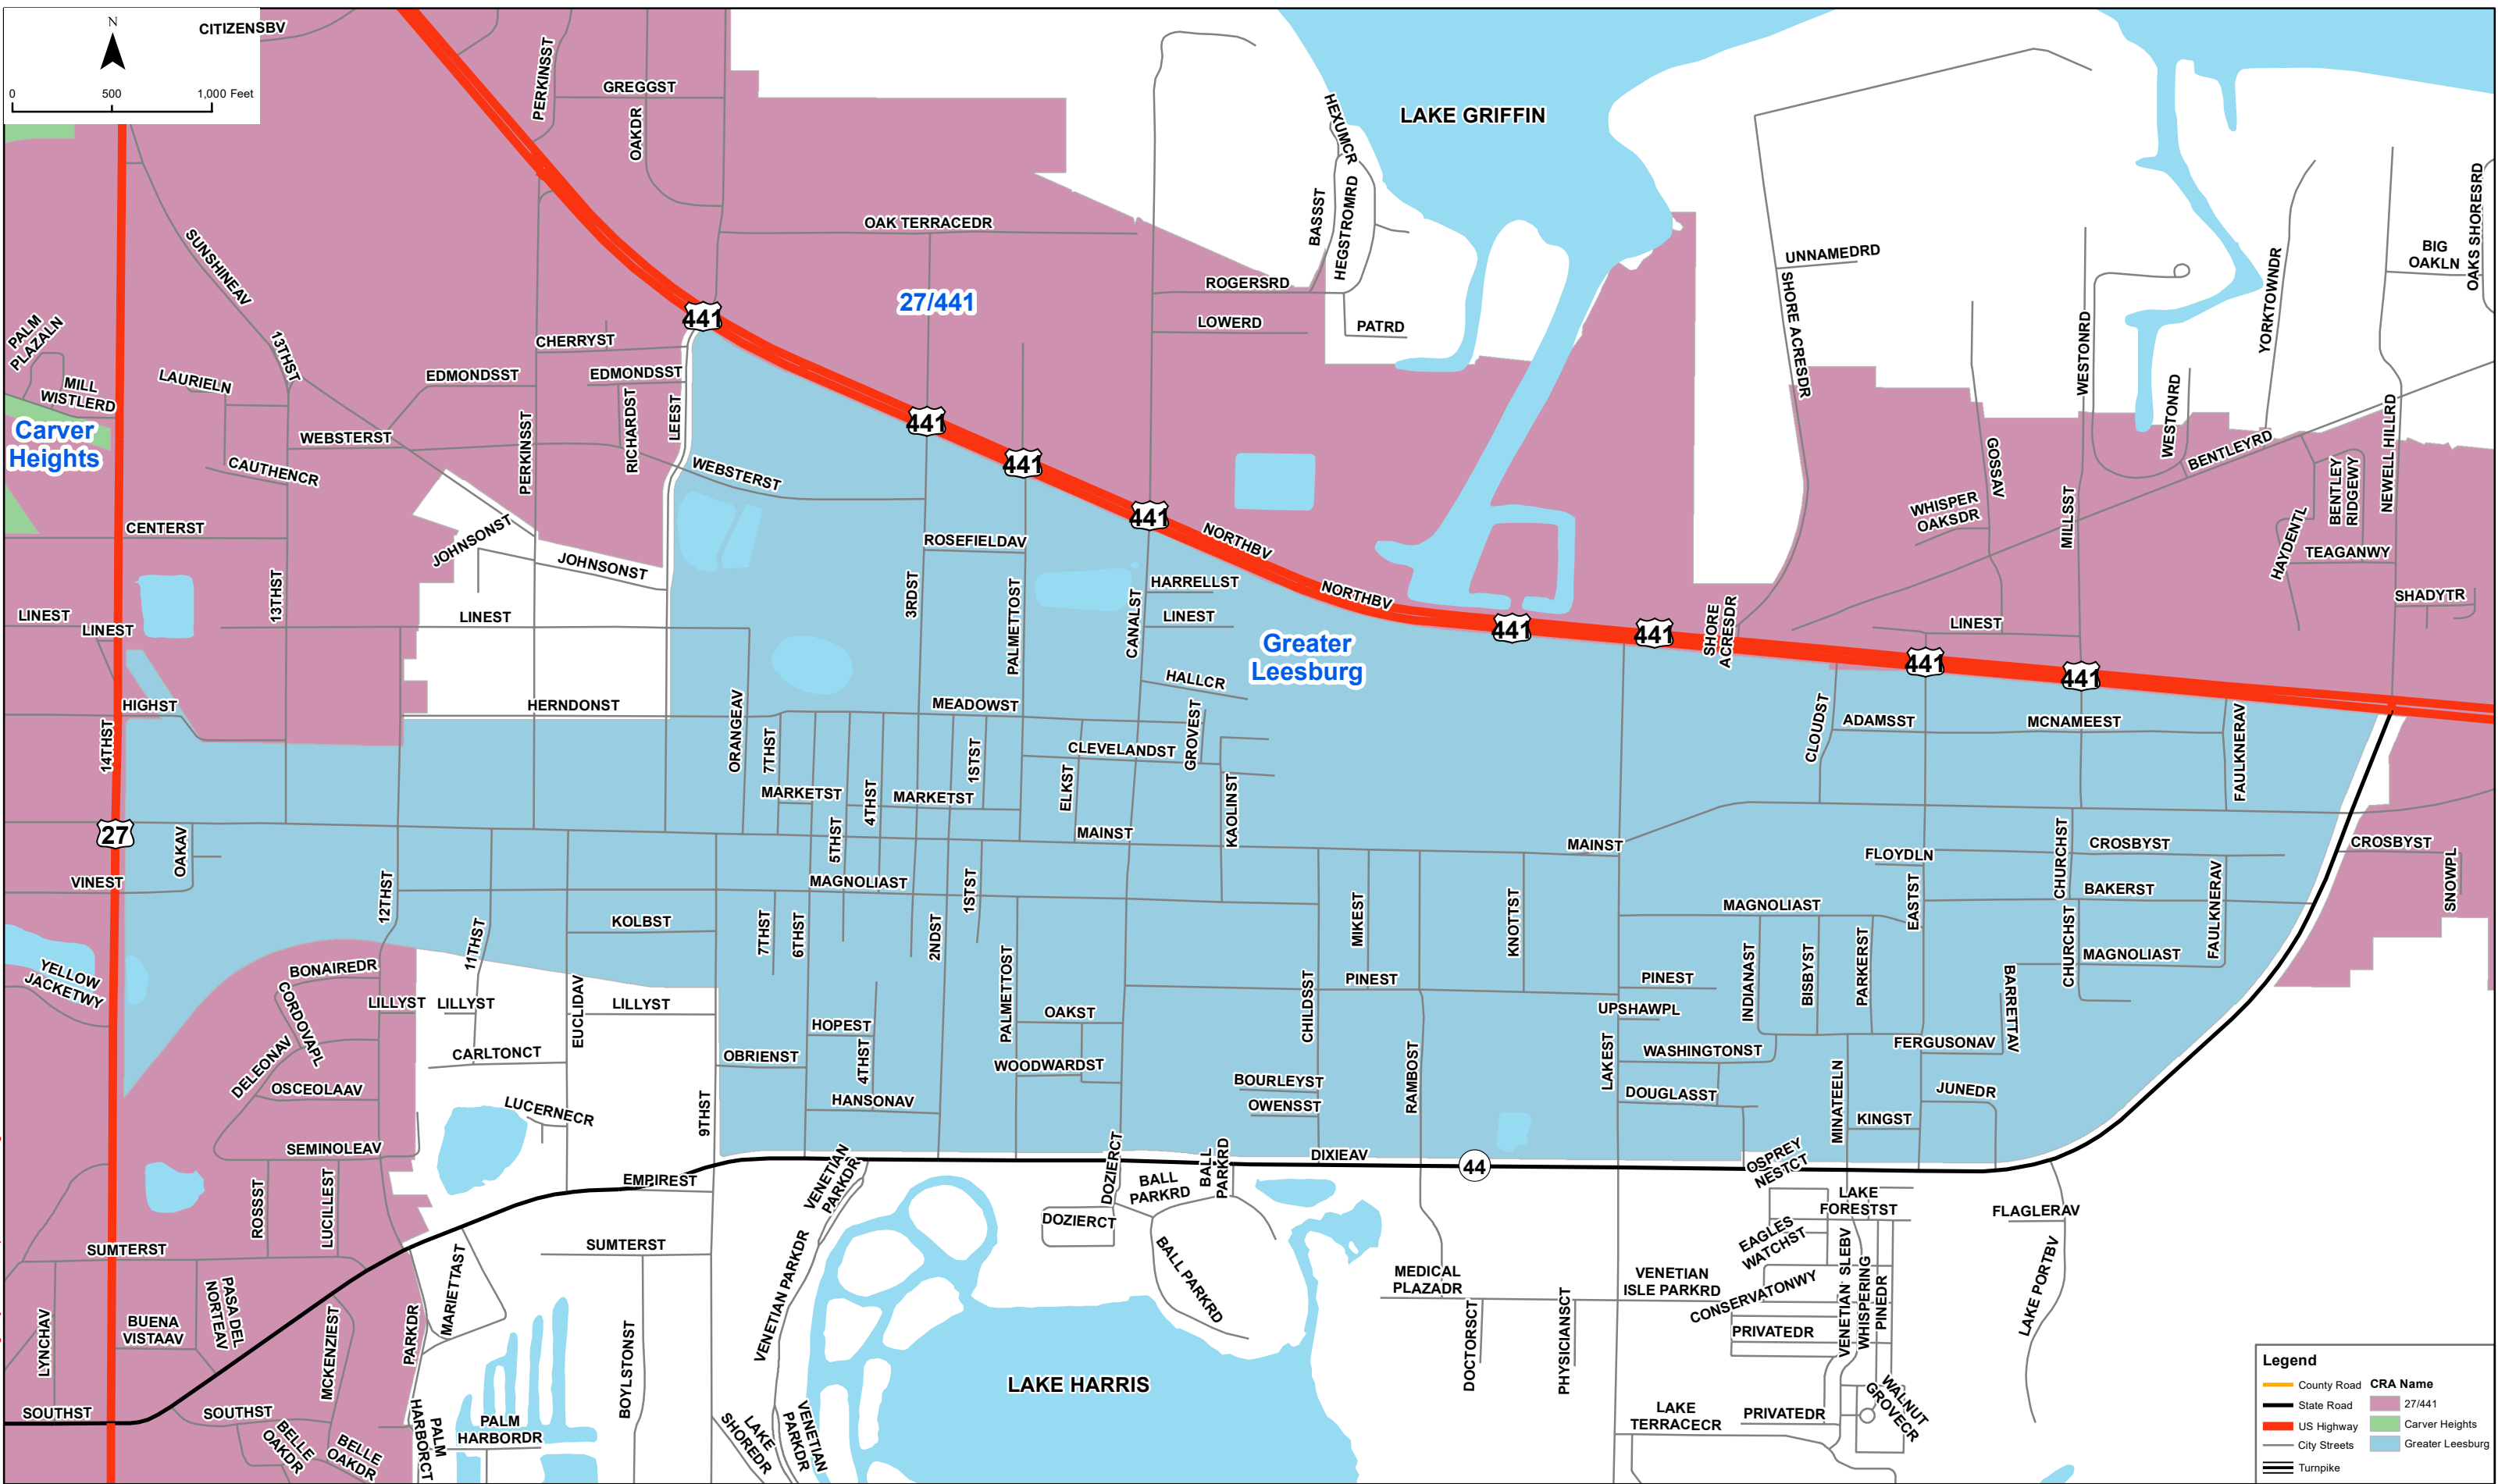 N
0 500 1,000 Feet
CITIZENSBV
PERKINSST
GREGGST
OAKDR
LAKE GRIFFIN
HEXUMCR
BASSST
HEGSTROMRD
OAK TERRACEDR
27/441
ROGERSRD
LOWERD
PATRD
UNNAMEDRD
SHORE ACRESDR
WESTONRD
WESTONRD
YORKTOWNDR
BIG
OAKLN
OAKS SHORESRD
SUNSHINEAV
13THST
PALM
PLAZALN
MILL
WISTLERD
LAURIELN
Carver
Heights
441
CHERRYST
EDMONDSST
EDMONDSST
RICHARDST
LEEST
PERKINSST
WEBSTERST
WEBSTERST
CAUTHENCR
CENTERST
JOHNSONST
JOHNSONST
441
441
441
NORTHBV
NORTHBV
ROSEFIELDAV
3RDST
PALMETTOST
CANALST
HARRELLST
LINEST
HALLCR
Greater
Leesburg
441
441
SHORE
ACRESDR
441
441
GOSSAV
WHISPER
OAKSDR
MILLSST
BENTLEYRD
HAYDENTL
BENTLEY
RIDGEWY
NEWELL HILLRD
TEAGANWY
SHADYTR
LINEST
LINEST
LINEST
13THST
LINEST
HIGHST
14THST
HERNDONST
ORANGEAV
7THST
MEADOWST
1STST
CLEVELANDST
GROVEST
ELKST
KAOLINST
MARKETST
MARKETST
4THST
5THST
MAINST
MAINST
CLOUDST
ADAMSST
MCNAMEEST
FAULKNERAV
27
OAKAV
VINEST
12THST
11THST
KOLBST
MAGNOLIAST
7THST
6THST
2NDST
1STST
MIKEST
KNOTTST
FLOYDLN
EASTST
CHURCHST
CROSBYST
BAKERST
FAULKNERAV
CROSBYST
SNOWPL
MAGNOLIAST
INDIANAST
BISBYST
PARKERST
CHURCHST
MAGNOLIAST
BARRETTAV
YELLOW
JACKETWY
BONAIREDR
CORDOVAPL
LILLYST
LILLYST
LILLYST
EUCLIDAV
CARLTONCT
DELEONAV
OSCEOLAAV
LUCERNECR
SEMINOLEAV
9THST
OBRIENST
HOPEST
4THST
HANSONAV
PALMETTOST
OAKST
WOODWARDST
CHILDSST
PINEST
BOURLEYST
OWENSST
RAMBOST
PINEST
UPSHAWPL
LAKEST
WASHINGTONST
DOUGLASST
FERGUSONAV
JUNEDR
MINATEELN
KINGST
DIXIEAV
44
OSPREY
NESTCT
EMPIREST
VENETIAN
PARKDR
DOZIERCT
DOZIERCT
BALL
PARKRD
BALL
PARKRD
BALL PARKRD
LAKE
FORESTST
EAGLES
WATCHST
FLAGLERAV
LAKE PORTBV
ROSSST
LUCILLEST
SUMTERST
SUMTERST
LYNCHAV
BUENA
VISTAAV
PASA DEL
NORTEAV
MCKENZIEST
PARKDR
MARIETTAST
BOYLSTONST
VENETIAN PARKDR
LAKE HARRIS
MEDICAL
PLAZADR
DOCTORSCT
PHYSICIANSCT
VENETIAN
ISLE PARKRD
CONSERVATONWY
PRIVATEDR
VENETIAN SLEBV
WHISPERING
PINEDR
WALNUT
GROVECR
LAKE
TERRACECR
PRIVATEDR
SOUTHST
SOUTHST
BELLE
OAKDR
BELLE
OAKDR
PALM
HARBORCT
PALM
HARBORDR
LAKE
SHOREDR
VENETIAN
PARKDR
Legend
County Road
State Road
US Highway
City Streets
Turnpike
CRA Name
27/441
Carver Heights
Greater Leesburg